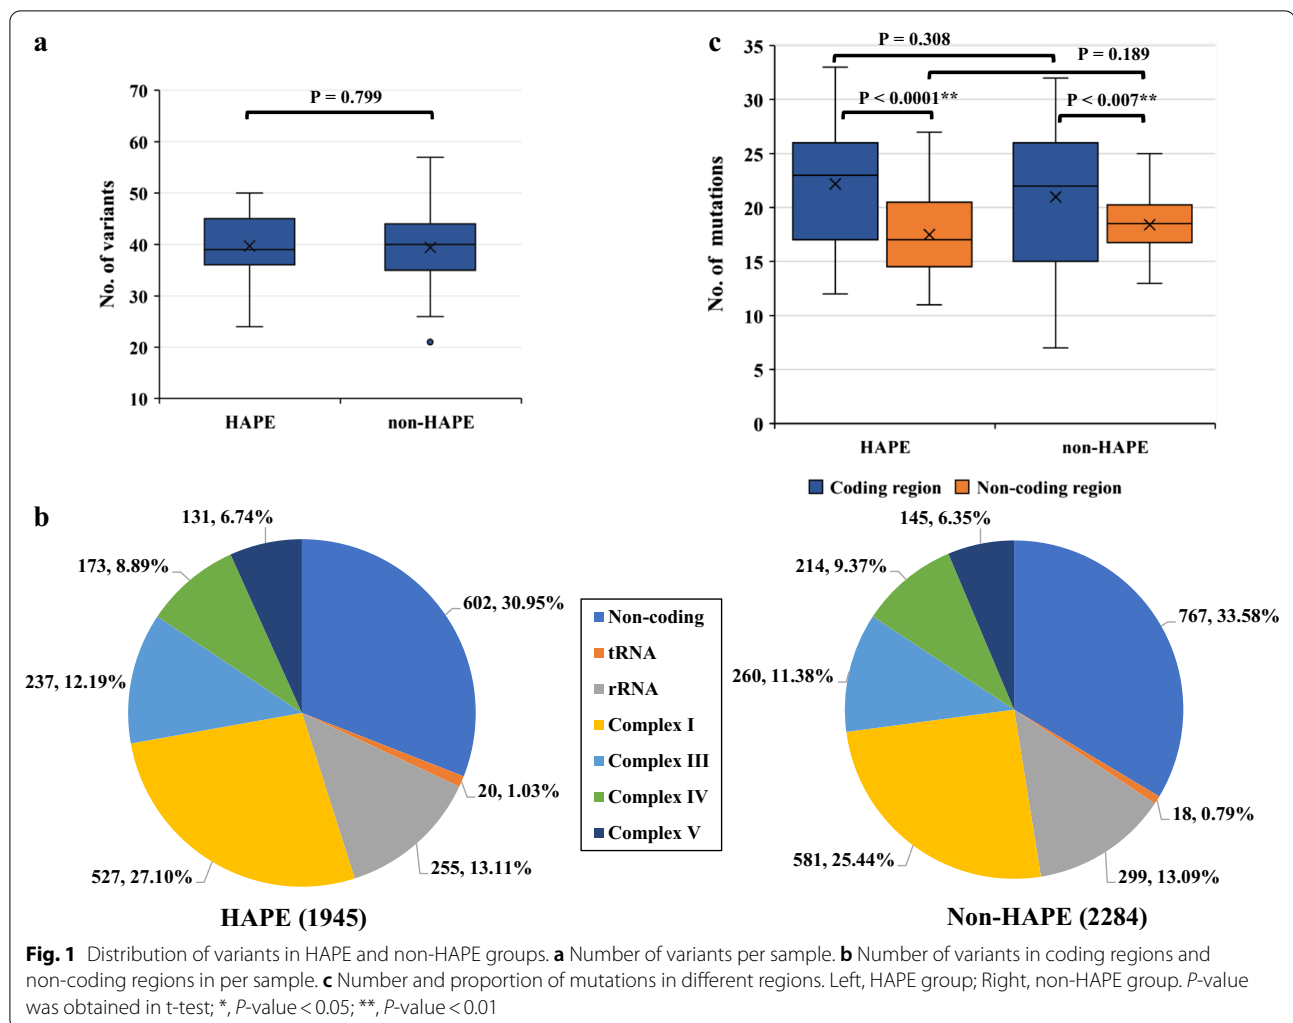 a
P = 0.799
No. of variants
70
60
50
40
30
20
10
HAPE
non-HAPE
c
P = 0.308
P = 0.189
P < 0.0001**
P < 0.007**
No. of mutations
35
30
25
20
15
10
5
0
HAPE
non-HAPE
Coding region
Non-coding region
b
131, 6.74%
173, 8.89%
602, 30.95%
237, 12.19%
20, 1.03%
255, 13.11%
527, 27.10%
HAPE (1945)
Non-coding
tRNA
rRNA
Complex I
Complex III
Complex IV
Complex V
145, 6.35%
214, 9.37%
767, 33.58%
260, 11.38%
18, 0.79%
581, 25.44%
299, 13.09%
Non-HAPE (2284)
Fig. 1 Distribution of variants in HAPE and non-HAPE groups. a Number of variants per sample. b Number of variants in coding regions and
non-coding regions in per sample. c Number and proportion of mutations in different regions. Left, HAPE group; Right, non-HAPE group. P-value
was obtained in t-test; *, P-value < 0.05; **, P-value < 0.01